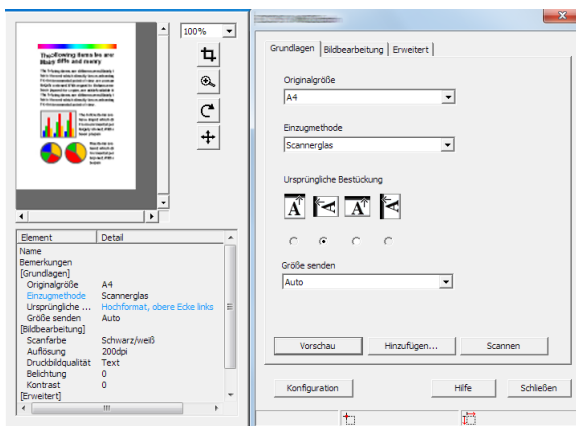 100%
Element Detail
Name
Bemerkungen
[Grundlagen]
Originalgröße A4
Einzugmethode Scannerglas
Ursprüngliche ... Hochformat, obere Ecke links
Größe senden Auto
[Bildbearbeitung]
Scanfarbe Schwarz/weiß
Auflösung 200dpi
Druckbildqualität Text
Belichtung 0
Kontrast 0
[Erweitert]
Grundlagen Bildbearbeitung Erweitert
Originalgröße
A4
Einzugmethode
Scannerglas
Ursprüngliche Bestückung
A A A A
Größe senden
Auto
Vorschau Hinzufügen... Scannen
Konfiguration Hilfe Schließen